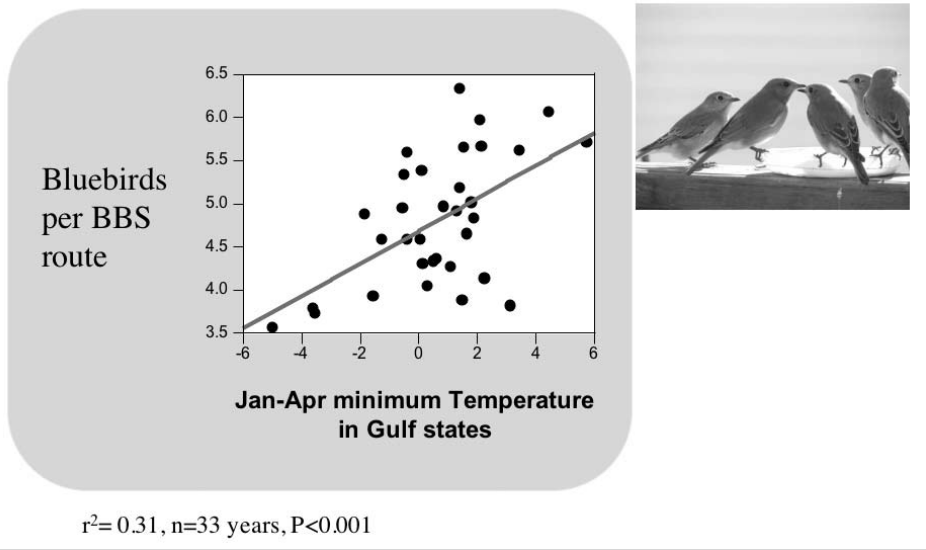 Bluebirds
per BBS
route
6.5
6.0
5.5
5.0
4.5
4.0
3.5
-6 -4 -2 0 2 4 6
Jan-Apr minimum Temperature
in Gulf states
r²= 0.31, n=33 years, P<0.001